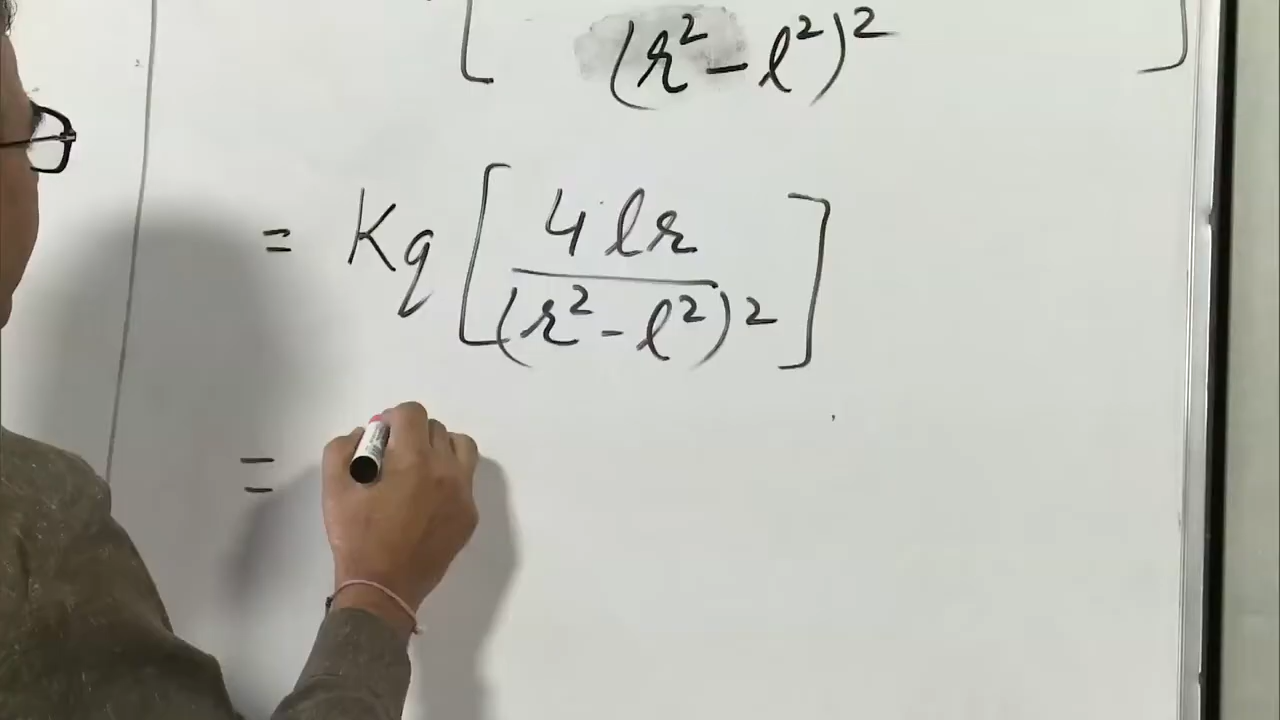 [ (r² - l²)² ]
= Kq [ 4lr / (r² - l²)² ]
=